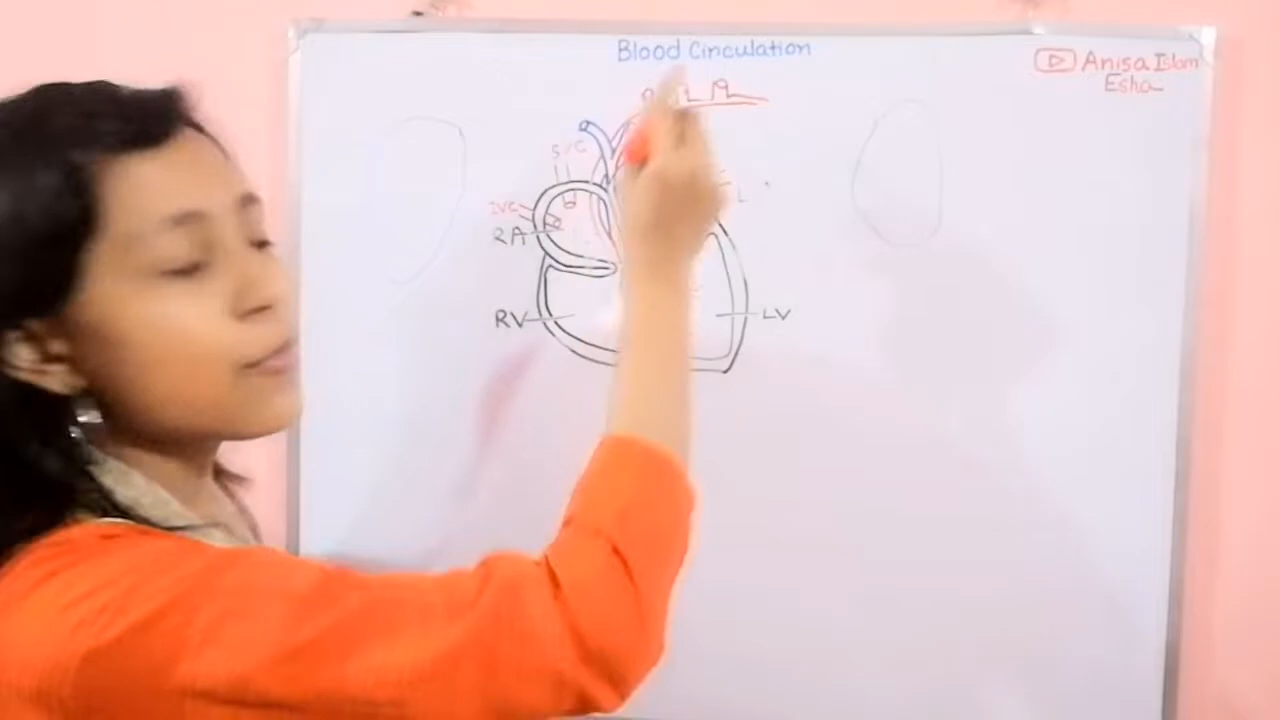 Blood Circulation
Anisa Islam
Esha
SVC
IVC
RA
L
RV
LV